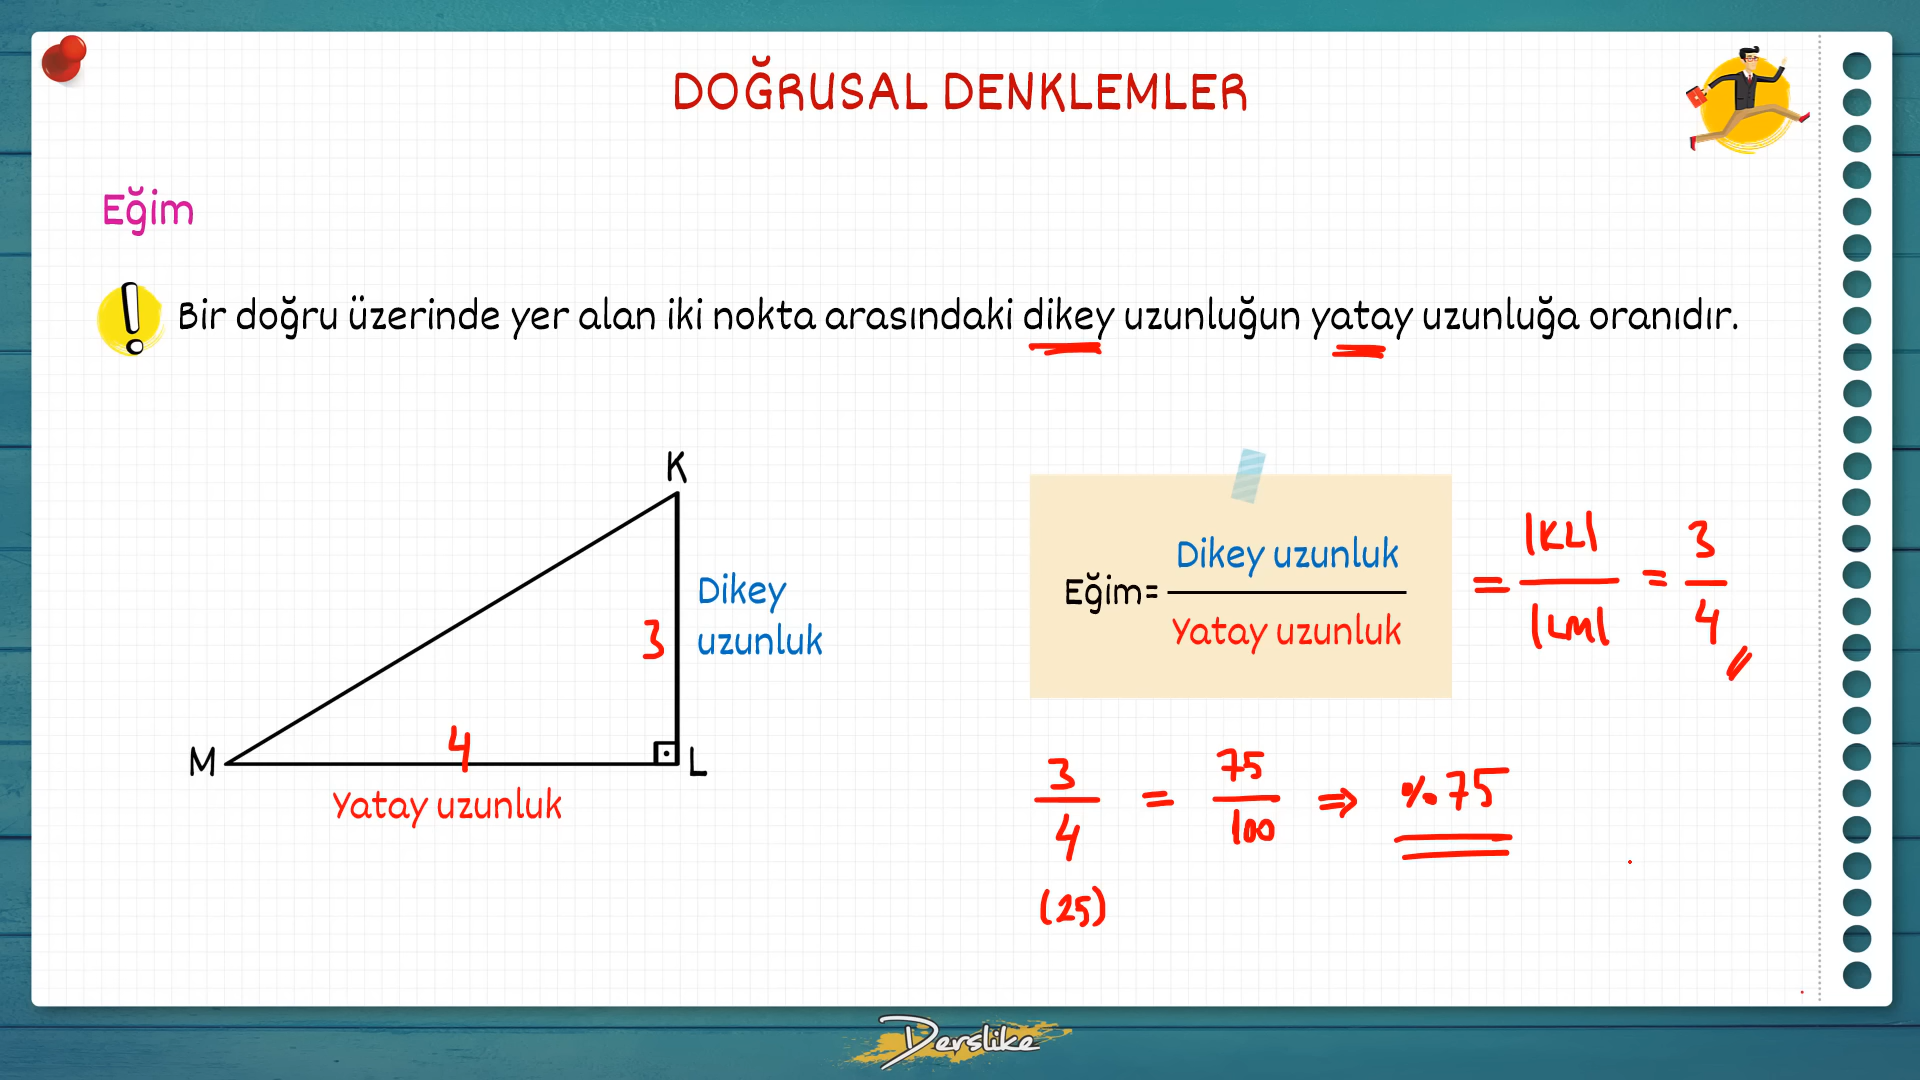 DOĞRUSAL DENKLEMLER
Eğim
! Bir doğru üzerinde yer alan iki nokta arasındaki dikey uzunluğun yatay uzunluğa oranıdır.
K
Dikey
uzunluk
3
M
4
L
Yatay uzunluk
Eğim= Dikey uzunluk / Yatay uzunluk = |KL| / |LM| = 3 / 4
3 / 4 = 75 / 100 ⇒ %75
(25)
Derslike